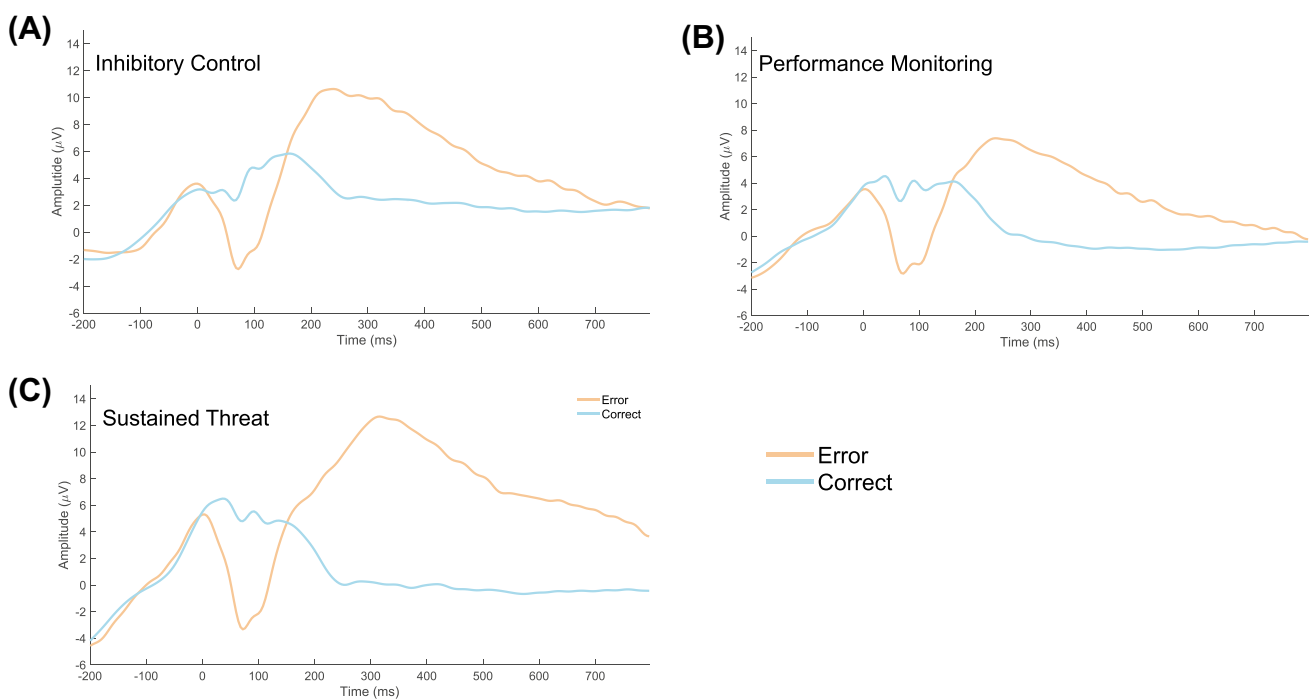 (A)
Inhibitory Control
14
12
10
8
6
4
2
0
-2
-4
-6
Amplutide (μV)
-200 -100 0 100 200 300 400 500 600 700
Time (ms)
(B)
Performance Monitoring
14
12
10
8
6
4
2
0
-2
-4
-6
Amplitude (μV)
-200 -100 0 100 200 300 400 500 600 700
Time (ms)
(C)
Sustained Threat
Error
Correct
14
12
10
8
6
4
2
0
-2
-4
-6
Amplitude (μV)
-200 -100 0 100 200 300 400 500 600 700
Time (ms)
Error
Correct